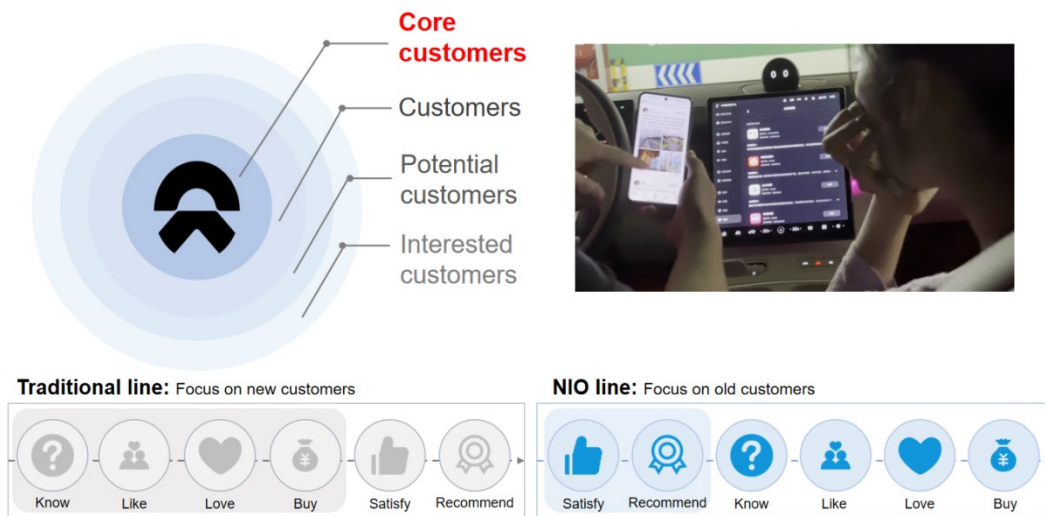 Core
customers
Customers
Potential
customers
Interested
customers
Traditional line: Focus on new customers
Know
Like
Love
Buy
Satisfy
Recommend
NIO line: Focus on old customers
Satisfy
Recommend
Know
Like
Love
Buy